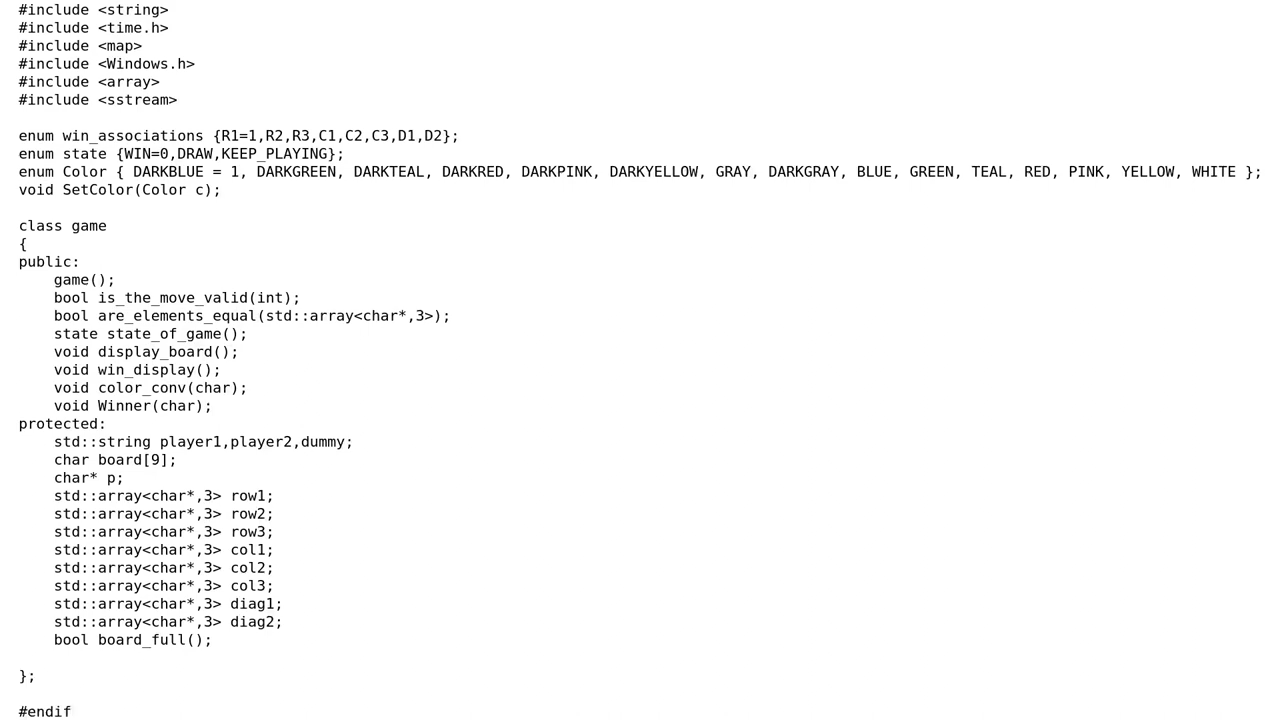 #include <string>
#include <time.h>
#include <map>
#include <Windows.h>
#include <array>
#include <sstream>

enum win_associations {R1=1,R2,R3,C1,C2,C3,D1,D2};
enum state {WIN=0,DRAW,KEEP_PLAYING};
enum Color { DARKBLUE = 1, DARKGREEN, DARKTEAL, DARKRED, DARKPINK, DARKYELLOW, GRAY, DARKGRAY, BLUE, GREEN, TEAL, RED, PINK, YELLOW, WHITE };
void SetColor(Color c);

class game
{
public:
    game();
    bool is_the_move_valid(int);
    bool are_elements_equal(std::array<char*,3>);
    state state_of_game();
    void display_board();
    void win_display();
    void color_conv(char);
    void Winner(char);
protected:
    std::string player1,player2,dummy;
    char board[9];
    char* p;
    std::array<char*,3> row1;
    std::array<char*,3> row2;
    std::array<char*,3> row3;
    std::array<char*,3> col1;
    std::array<char*,3> col2;
    std::array<char*,3> col3;
    std::array<char*,3> diag1;
    std::array<char*,3> diag2;
    bool board_full();

};

#endif